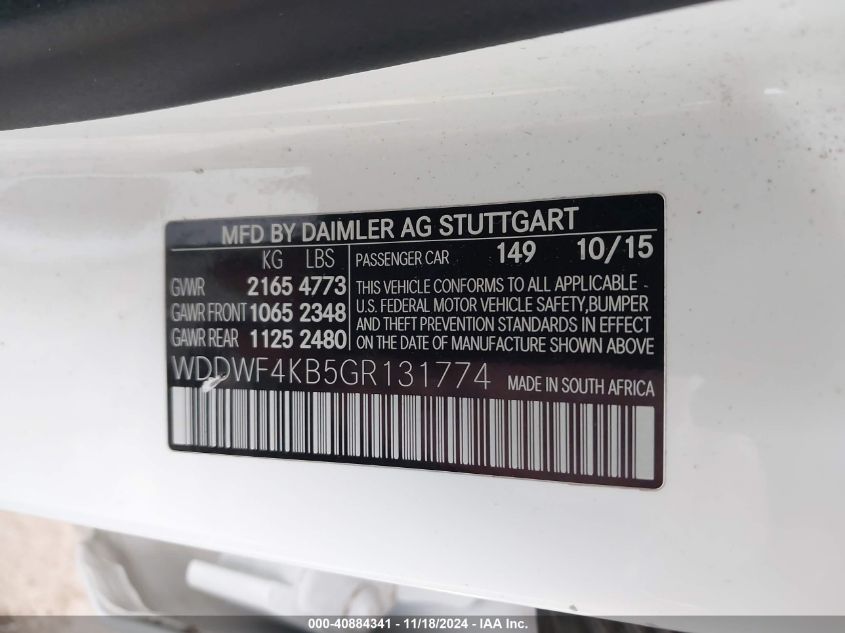 MFD BY DAIMLER AG STUTTGART
KG LBS
GVWR 2165 4773
GAWR FRONT 1065 2348
GAWR REAR 1125 2480
PASSENGER CAR 149 10/15
THIS VEHICLE CONFORMS TO ALL APPLICABLE
U.S. FEDERAL MOTOR VEHICLE SAFETY, BUMPER
AND THEFT PREVENTION STANDARDS IN EFFECT
ON THE DATE OF MANUFACTURE SHOWN ABOVE
WDDWF4KB5GR131774 MADE IN SOUTH AFRICA
000-40884341 - 11/18/2024 - IAA Inc.